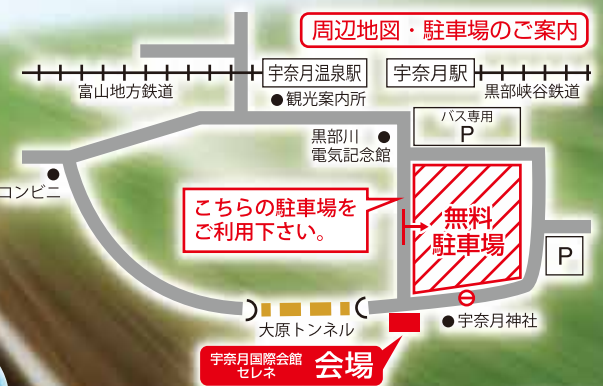 周辺地図・駐車場のご案内
宇奈月温泉駅
宇奈月駅
富山地方鉄道
黒部峡谷鉄道
観光案内所
バス専用
P
黒部川
電気記念館
コンビニ
こちらの駐車場を
ご利用下さい。
無料
駐車場
P
大原トンネル
宇奈月神社
宇奈月国際会館
セレネ
会場